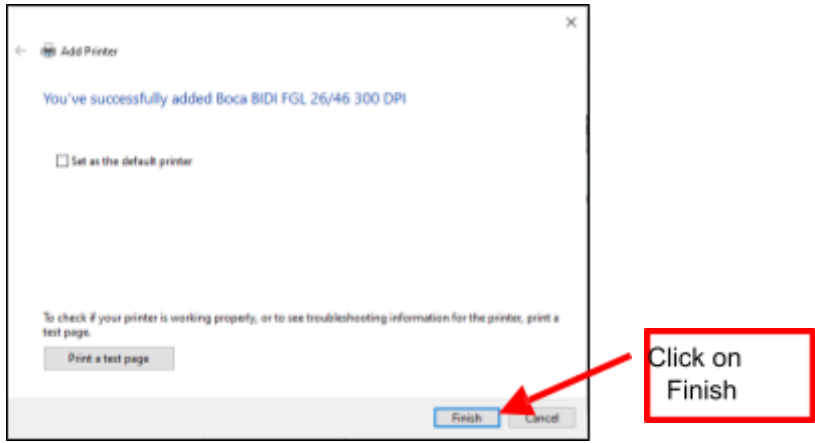 Add Printer
You've successfully added Boca BIDI FGL 26/46 300 DPI
Set as the default printer
To check if your printer is working properly, or to see troubleshooting information for the printer, print a
test page.
Print a test page
Finish
Cancel
Click on
Finish